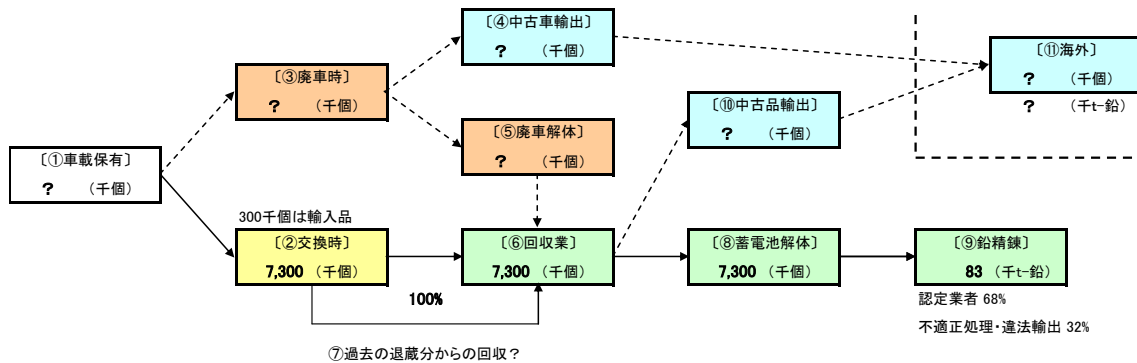 〔④中古車輸出〕
? (千個)
〔⑪海外〕
? (千個)
? (千t-鉛)
〔③廃車時〕
? (千個)
〔⑩中古品輸出〕
? (千個)
〔⑤廃車解体〕
? (千個)
〔①車載保有〕
? (千個)
300千個は輸入品
〔②交換時〕
7,300 (千個)
〔⑥回収業〕
7,300 (千個)
〔⑧蓄電池解体〕
7,300 (千個)
〔⑨鉛精錬〕
83 (千t-鉛)
100%
認定業者 68%
不適正処理・違法輸出 32%
⑦過去の退蔵分からの回収?